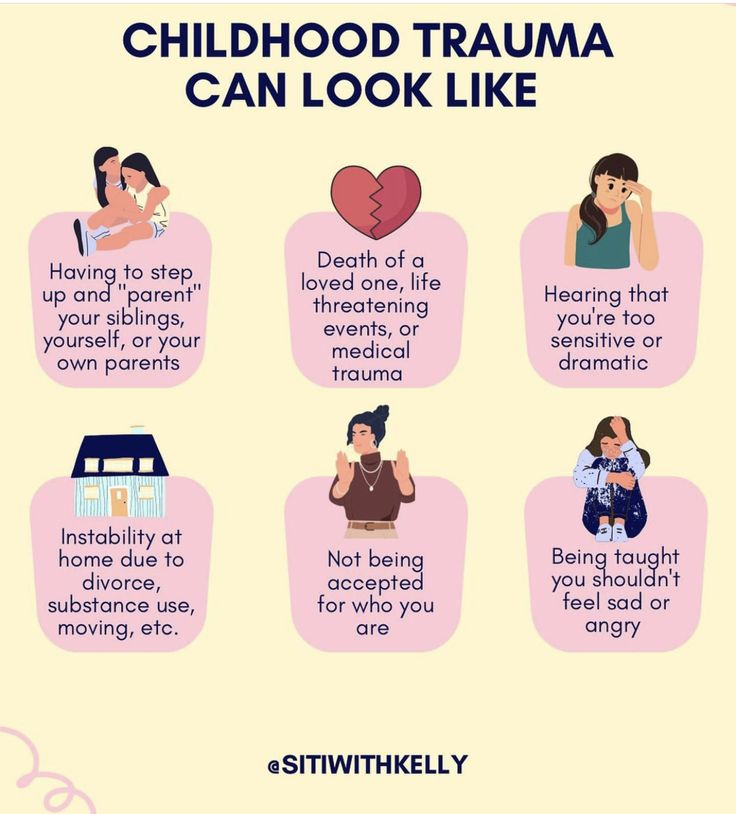 CHILDHOOD TRAUMA
CAN LOOK LIKE
Having to step
up and "parent"
your siblings,
yourself, or your
own parents
Death of a
loved one, life
threatening
events, or
medical
trauma
Hearing that
you're too
sensitive or
dramatic
Instability at
home due to
divorce,
substance use,
moving, etc.
Not being
accepted
for who you
are
Being taught
you shouldn't
feel sad or
angry
@SITIWITHKELLY